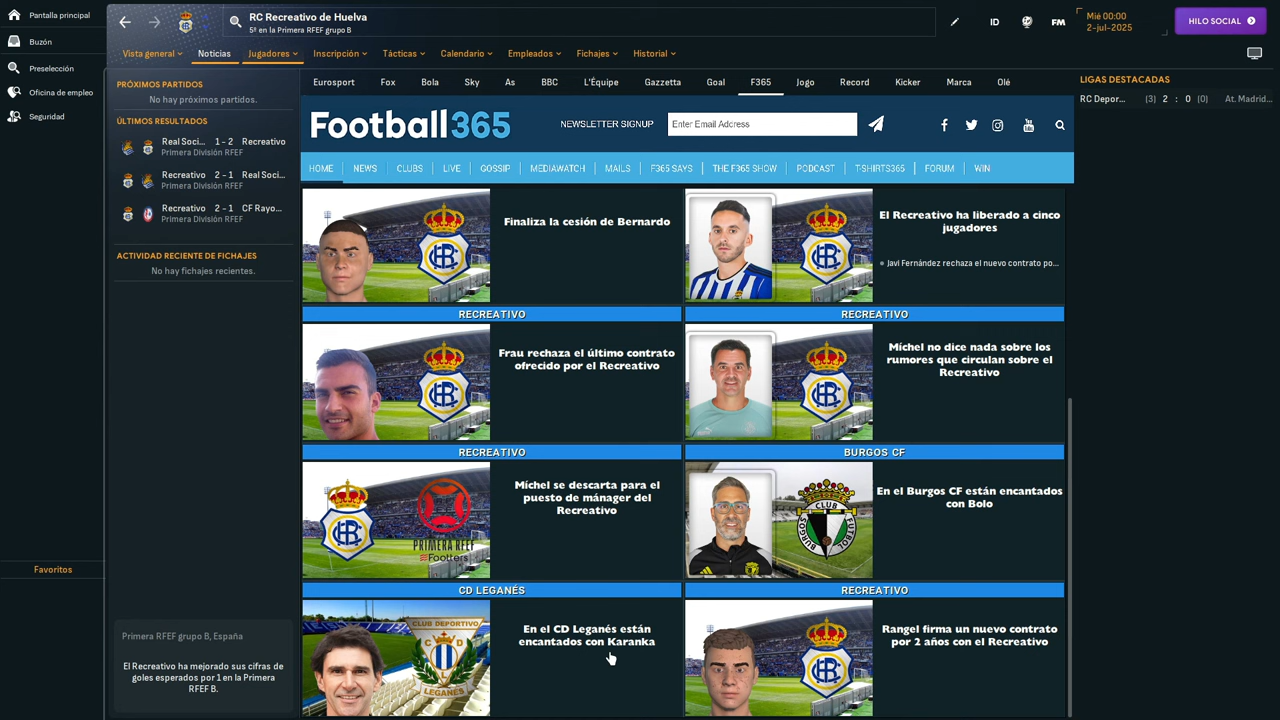 Pantalla principal
Buzón
Preselección
Oficina de empleo
Seguridad
Favoritos
RC Recreativo de Huelva
5º en la Primera RFEF grupo B
ID
FM
Mié 00:00
2-jul-2025
HILO SOCIAL
Vista general
Noticias
Jugadores
Inscripción
Tácticas
Calendario
Empleados
Fichajes
Historial
PRÓXIMOS PARTIDOS
No hay próximos partidos.
ÚLTIMOS RESULTADOS
Real Soci... 1 - 2 Recreativo
Primera División RFEF
Recreativo 2 - 1 Real Soci...
Primera División RFEF
Recreativo 2 - 1 CF Rayo...
Primera División RFEF
ACTIVIDAD RECIENTE DE FICHAJES
No hay fichajes recientes.
Primera RFEF grupo B, España
El Recreativo ha mejorado sus cifras de
goles esperados por 1 en la Primera
RFEF B.
Eurosport
Fox
Bola
Sky
As
BBC
L'Équipe
Gazzetta
Goal
F365
Jogo
Record
Kicker
Marca
Olé
Football365
NEWSLETTER SIGNUP
Enter Email Adcress
HOME
NEWS
CLUBS
LIVE
GOSSIP
MEDIAWATCH
MAILS
F365 SAYS
THE F365 SHOW
PODCAST
T-SHIRTS365
FORUM
WIN
Finaliza la cesión de Bernardo
El Recreativo ha liberado a cinco
jugadores
Javi Fernández rechaza el nuevo contrato po...
RECREATIVO
Frau rechaza el último contrato
ofrecido por el Recreativo
RECREATIVO
Míchel no dice nada sobre los
rumores que circulan sobre el
Recreativo
RECREATIVO
PRIMERA RFEF
Footters
Míchel se descarta para el
puesto de mánager del
Recreativo
BURGOS CF
BURGOS
CLUB
FÚTBOL
En el Burgos CF están encantados
con Bolo
CD LEGANÉS
CLUB DEPORTIVO
LEGANÉS
En el CD Leganés están
encantados con Karanka
RECREATIVO
Rangel firma un nuevo contrato
por 2 años con el Recreativo
LIGAS DESTACADAS
RC Depor... (3) 2 : 0 (0) At. Madrid...